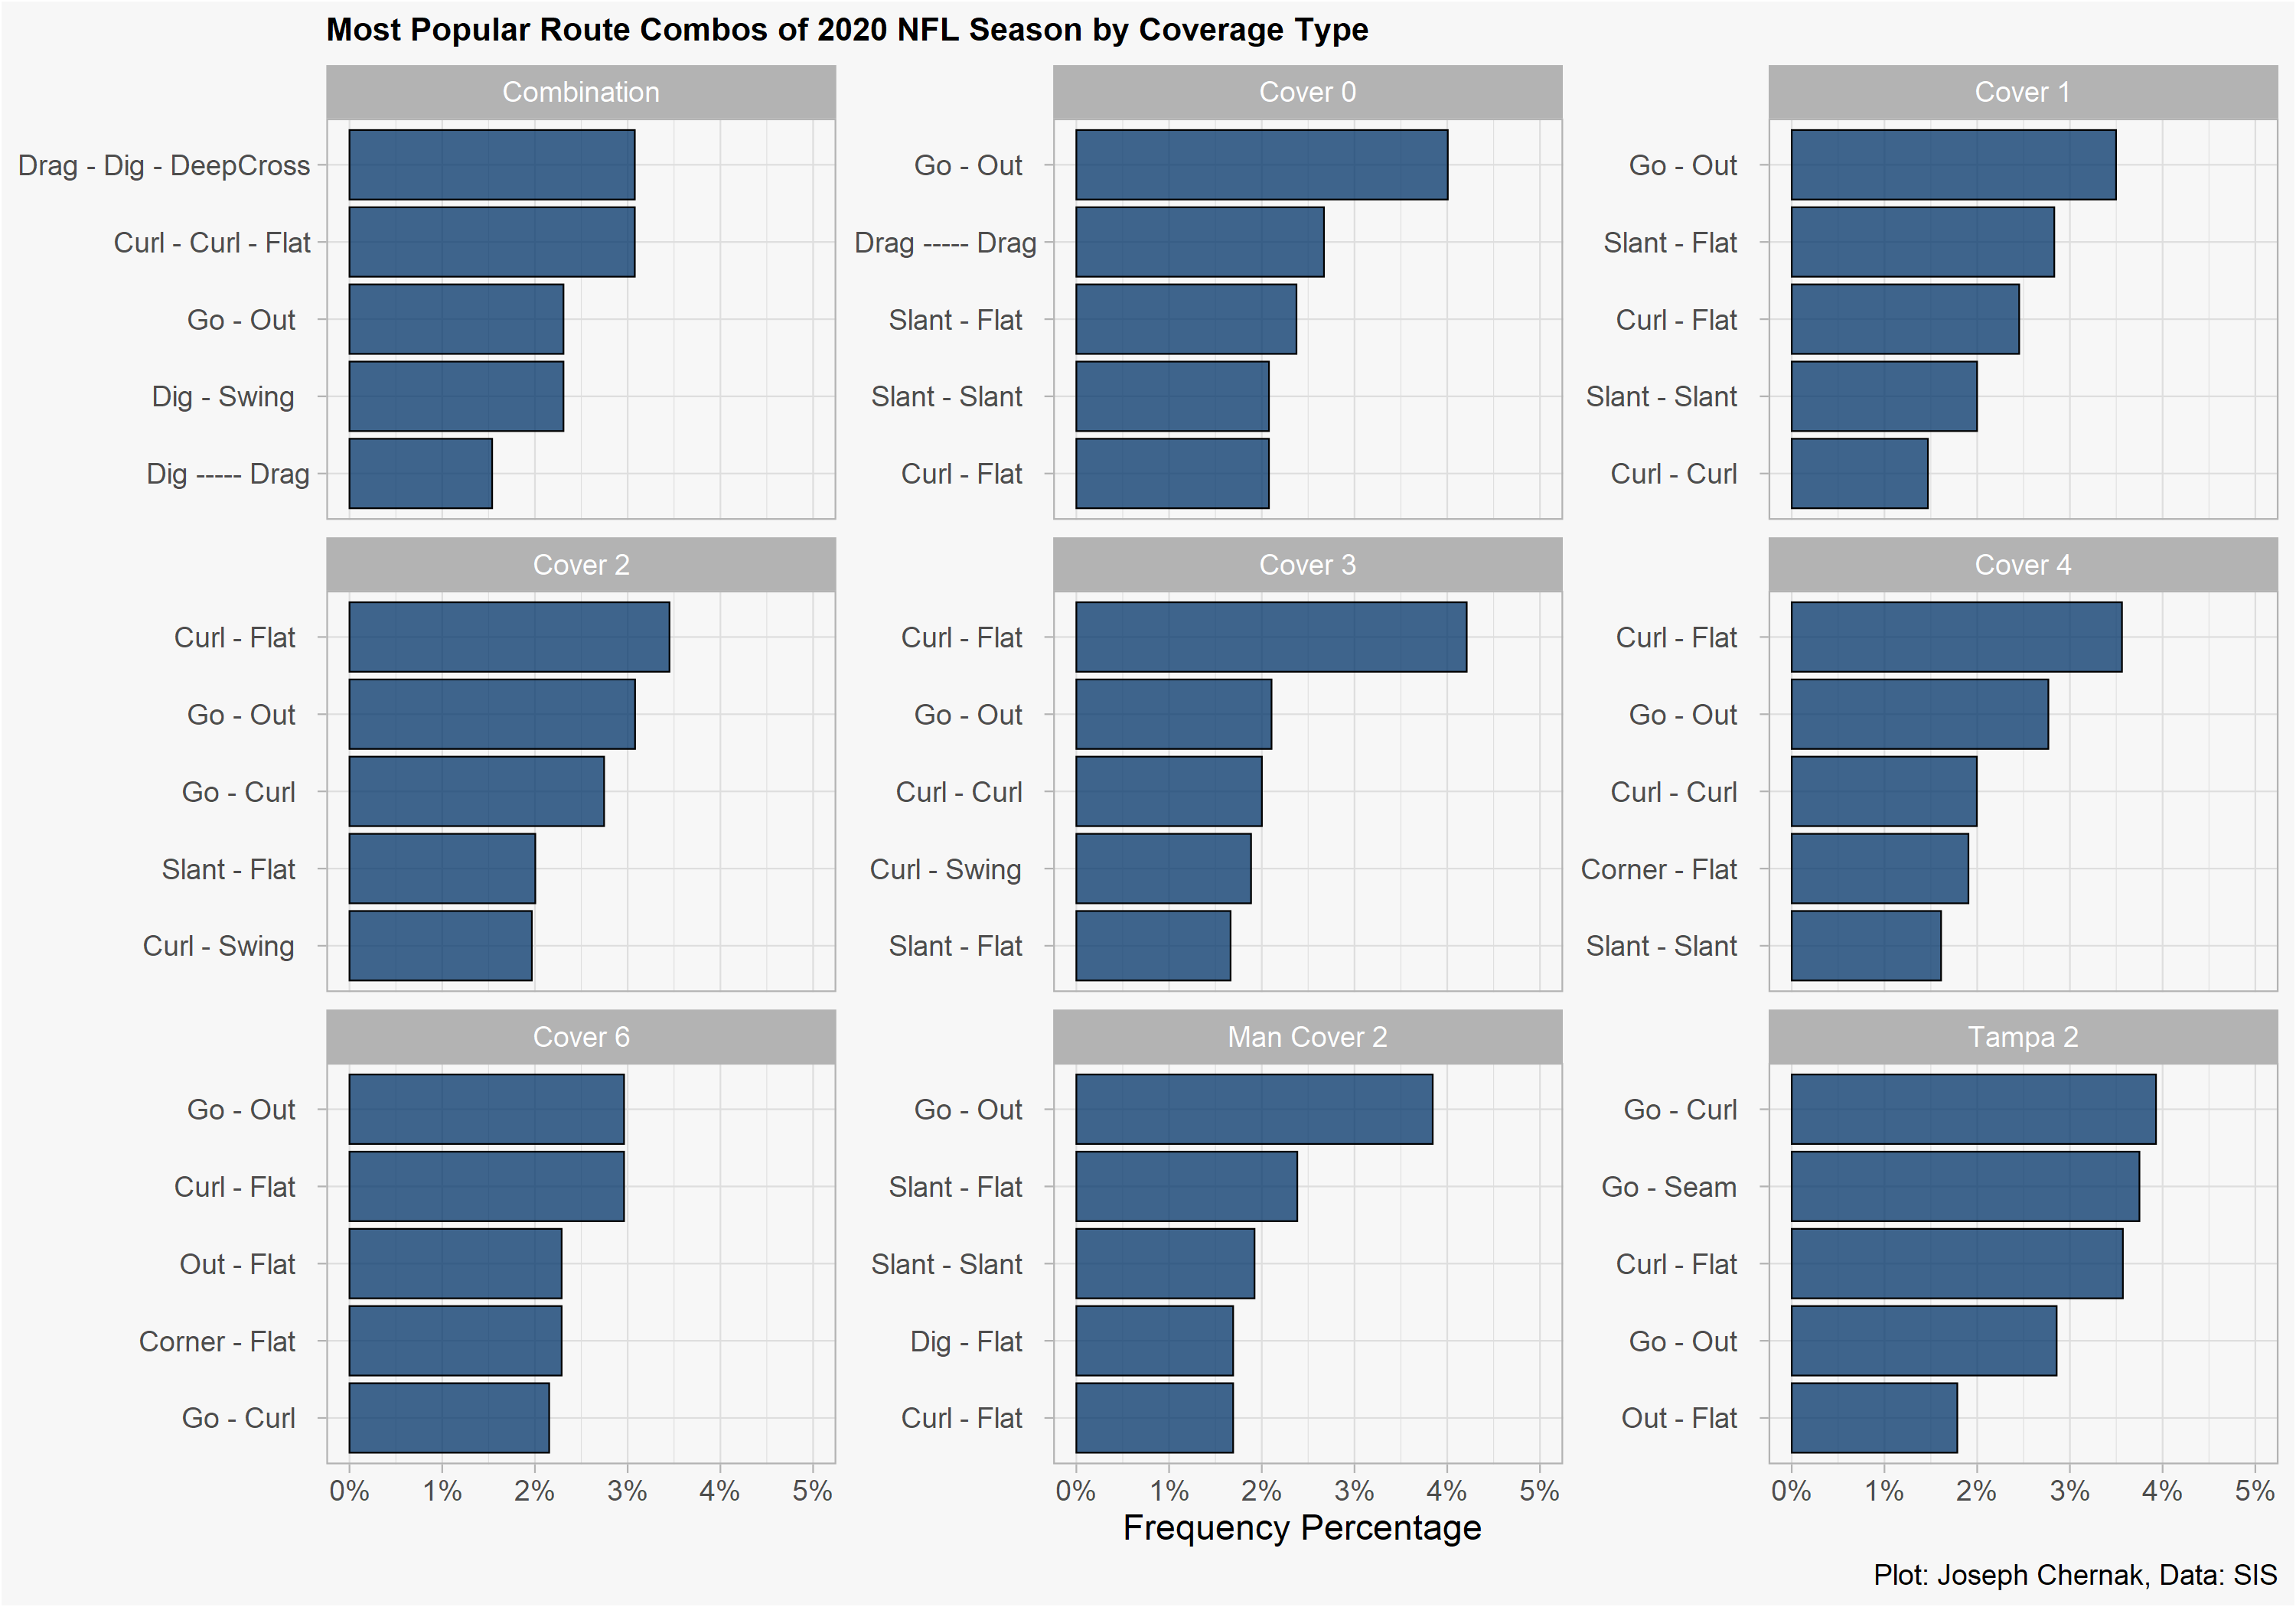 Most Popular Route Combos of 2020 NFL Season by Coverage Type
Combination
Drag - Dig - DeepCross
Curl - Curl - Flat
Go - Out
Dig - Swing
Dig ----- Drag
Cover 0
Go - Out
Drag ----- Drag
Slant - Flat
Slant - Slant
Curl - Flat
Cover 1
Go - Out
Slant - Flat
Curl - Flat
Slant - Slant
Curl - Curl
Cover 2
Curl - Flat
Go - Out
Go - Curl
Slant - Flat
Curl - Swing
Cover 3
Curl - Flat
Go - Out
Curl - Curl
Curl - Swing
Slant - Flat
Cover 4
Curl - Flat
Go - Out
Curl - Curl
Corner - Flat
Slant - Slant
Cover 6
Go - Out
Curl - Flat
Out - Flat
Corner - Flat
Go - Curl
0% 1% 2% 3% 4% 5%
Man Cover 2
Go - Out
Slant - Flat
Slant - Slant
Dig - Flat
Curl - Flat
0% 1% 2% 3% 4% 5%
Tampa 2
Go - Curl
Go - Seam
Curl - Flat
Go - Out
Out - Flat
0% 1% 2% 3% 4% 5%
Frequency Percentage
Plot: Joseph Chernak, Data: SIS